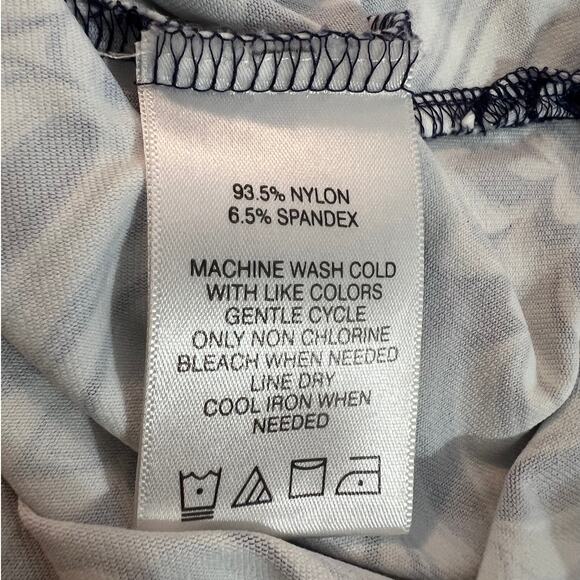 93.5% NYLON
6.5% SPANDEX
MACHINE WASH COLD
WITH LIKE COLORS
GENTLE CYCLE
ONLY NON CHLORINE
BLEACH WHEN NEEDED
LINE DRY
COOL IRON WHEN
NEEDED